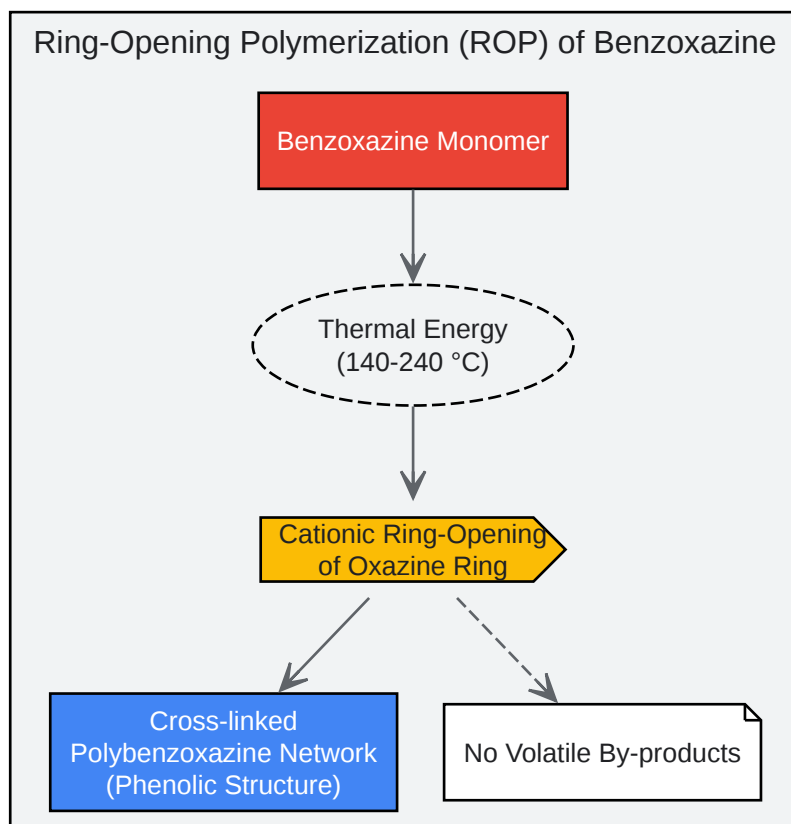 Ring-Opening Polymerization (ROP) of Benzoxazine
Benzoxazine Monomer
Thermal Energy
(140-240 °C)
Cationic Ring-Opening
of Oxazine Ring
Cross-linked
Polybenzoxazine Network
(Phenolic Structure)
No Volatile By-products